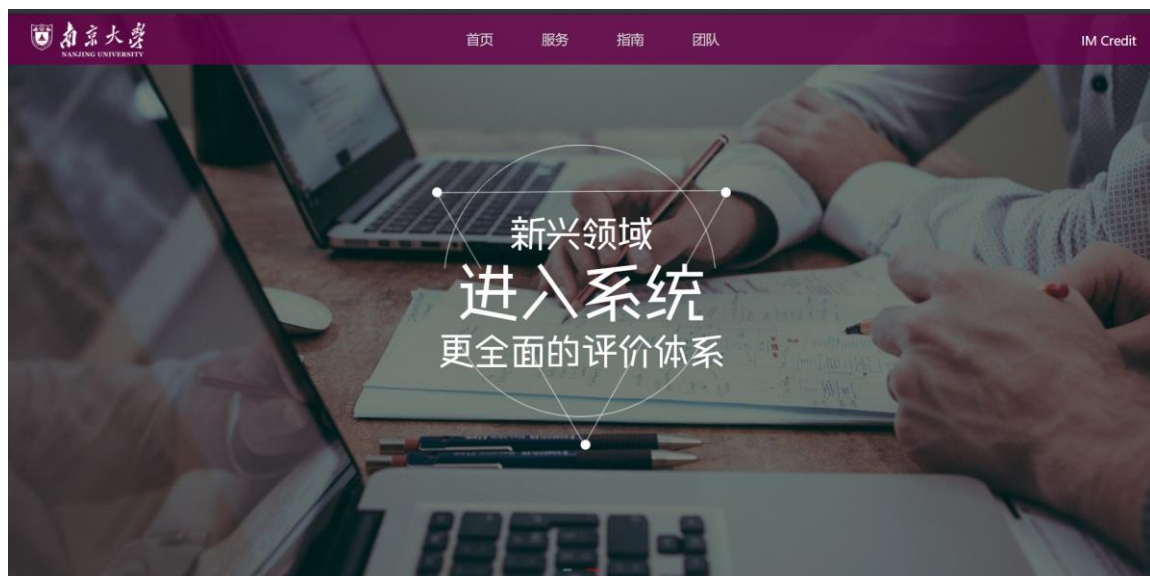 南京大学
NANJING UNIVERSITY
首页 服务 指南 团队
IM Credit
新兴领域
进入系统
更全面的评价体系